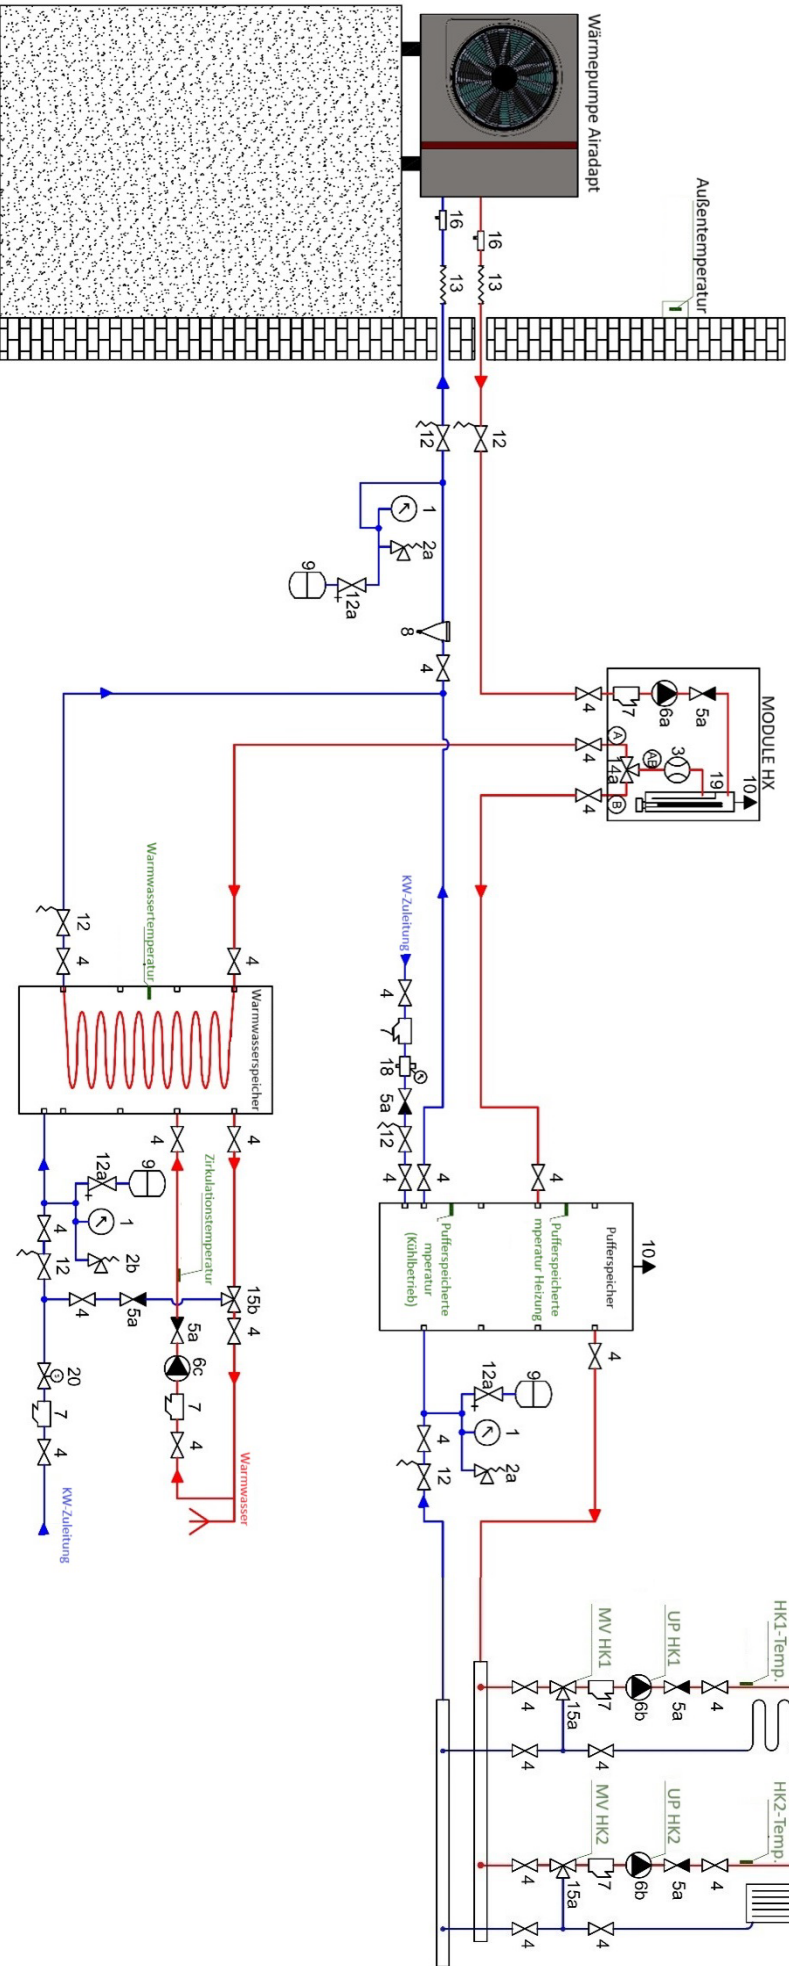 Wärmepumpe Airadapt
16
13
16
13
Außentemperatur
12
12
1
2a
9
12a
8
4
MODULE HX
10
19
3
AB
A
B
14a
5a
6a
7
4
4
4
KW-Zuleitung
4
7
18
5a
12
4
4
4
10
Pufferspeicher
Pufferspeicherte
mperatur Heizung
Pufferspeicherte
mperatur
(Kühlbetrieb)
4
9
12a
1
2a
4
12
HK1-Temp.
4
5a
UP HK1
6b
7
MV HK1
15a
4
4
4
HK2-Temp.
4
5a
UP HK2
6b
7
MV HK2
15a
4
4
4
Warmwassertemperatur
12
4
4
Warmwasserspeicher
4
4
Zirkulationstemperatur
15b
4
5a
6c
7
4
Warmwasser
9
12a
1
2b
4
12
4
5a
20
7
4
KW-Zuleitung